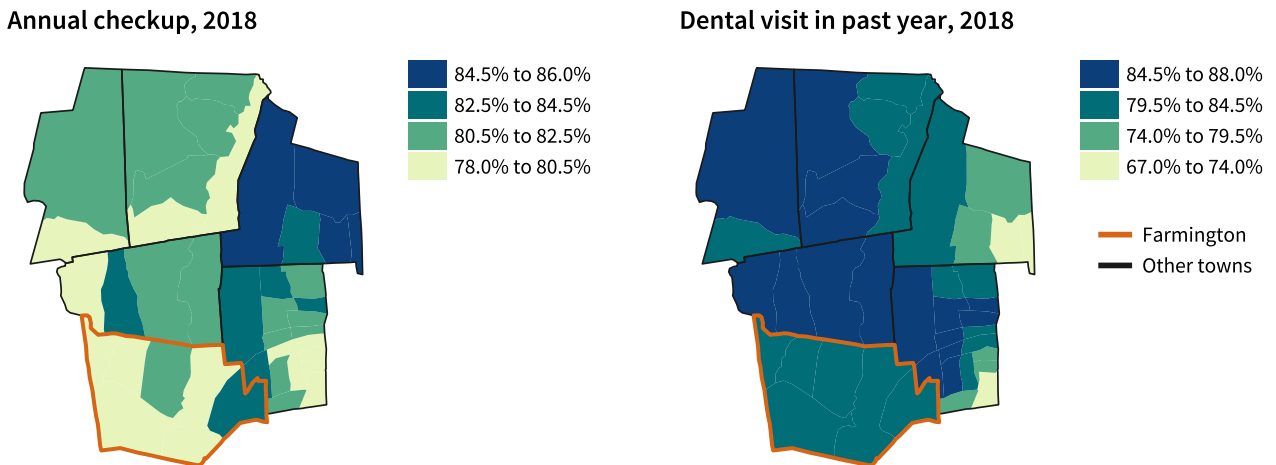 Annual checkup, 2018
84.5% to 86.0%
82.5% to 84.5%
80.5% to 82.5%
78.0% to 80.5%
Dental visit in past year, 2018
84.5% to 88.0%
79.5% to 84.5%
74.0% to 79.5%
67.0% to 74.0%
Farmington
Other towns